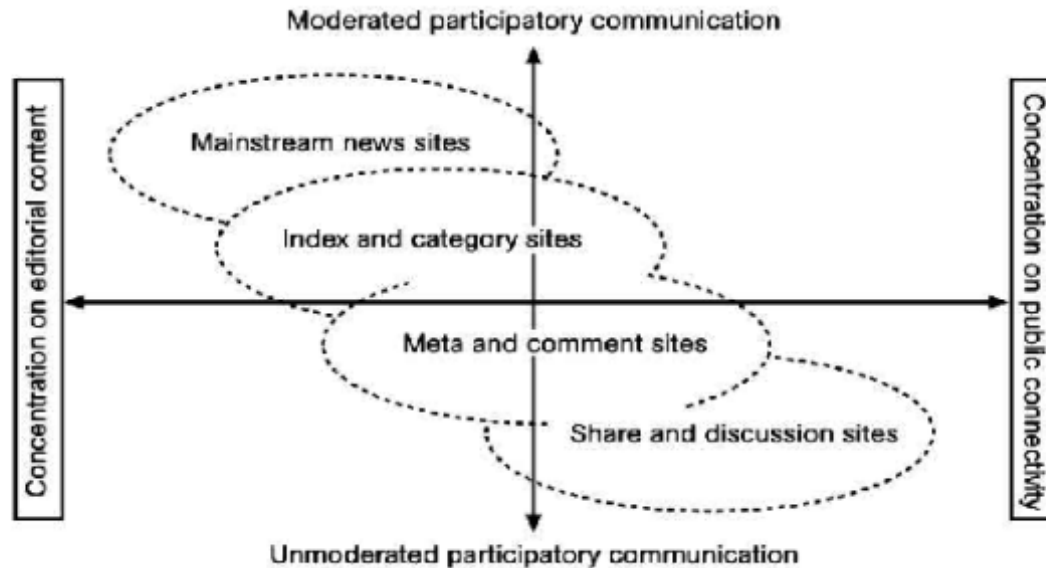 Moderated participatory communication
Concentration on editorial content
Concentration on public connectivity
Mainstream news sites
Index and category sites
Meta and comment sites
Share and discussion sites
Unmoderated participatory communication